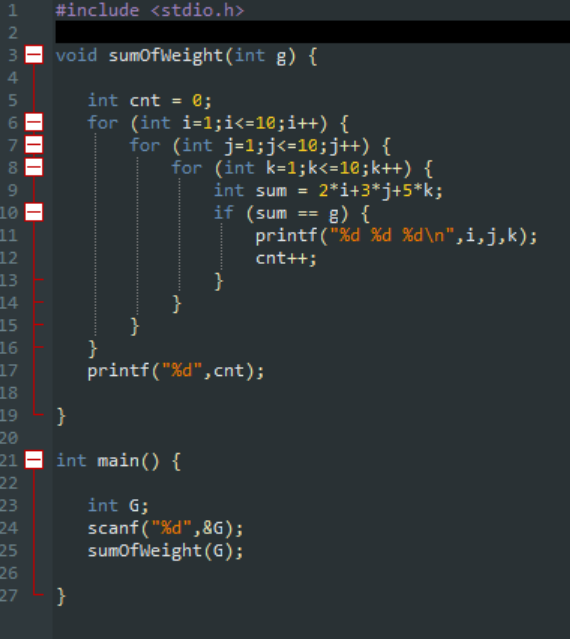 1 #include <stdio.h>
2
3 void sumOfWeight(int g) {
4
5 int cnt = 0;
6 for (int i=1;i<=10;i++) {
7 for (int j=1;j<=10;j++) {
8 for (int k=1;k<=10;k++) {
9 int sum = 2*i+3*j+5*k;
10 if (sum == g) {
11 printf("%d %d %d\n",i,j,k);
12 cnt++;
13 }
14 }
15 }
16 }
17 printf("%d",cnt);
18
19 }
20
21 int main() {
22
23 int G;
24 scanf("%d",&G);
25 sumOfWeight(G);
26
27 }